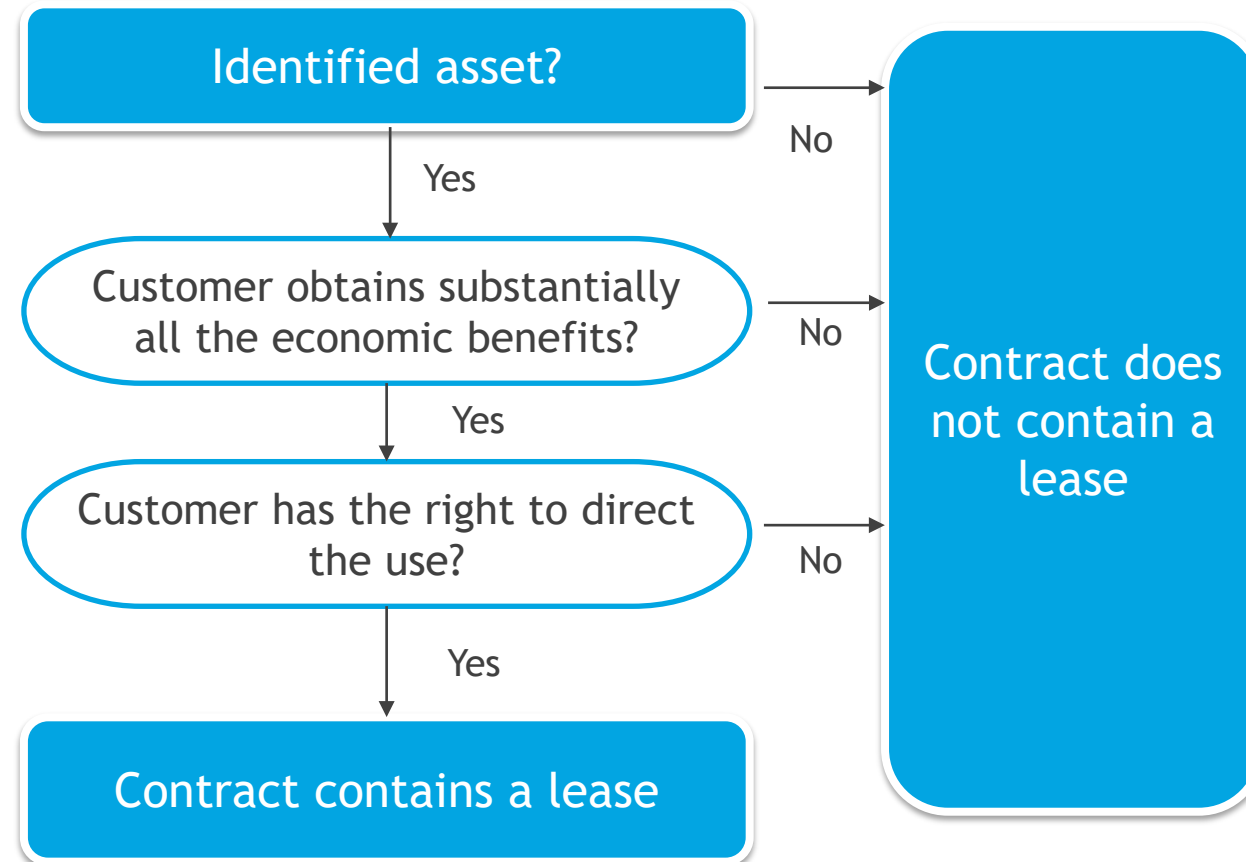 Identified asset?
No
Yes
Customer obtains substantially
all the economic benefits?
No
Yes
Customer has the right to direct
the use?
No
Yes
Contract contains a lease
Contract does
not contain a
lease